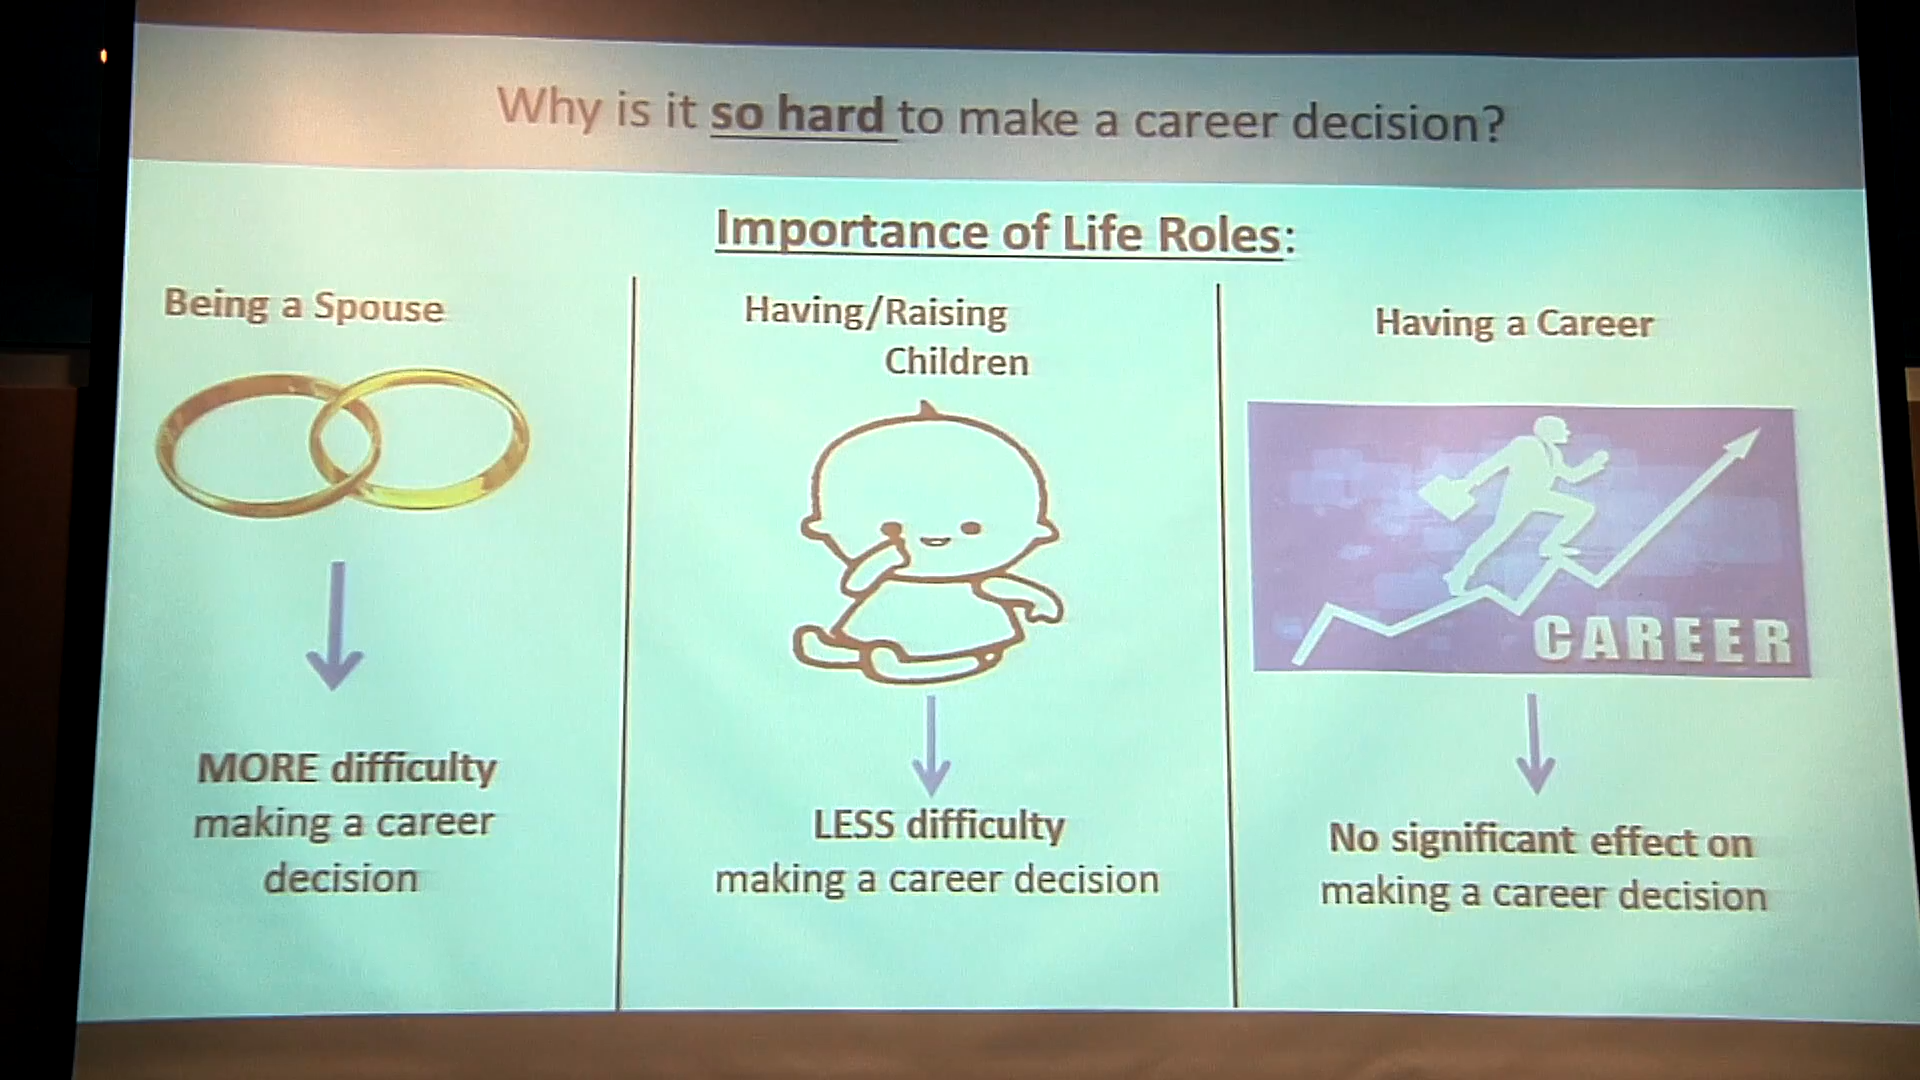 Why is it so hard to make a career decision?
Importance of Life Roles:
Being a Spouse
MORE difficulty
making a career
decision
Having/Raising
Children
LESS difficulty
making a career decision
Having a Career
CAREER
No significant effect on
making a career decision